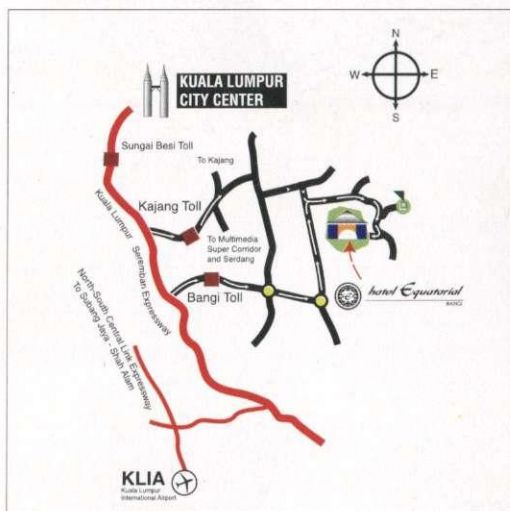 KUALA LUMPUR
CITY CENTER
N
W
E
S
Sungai Besi Toll
To Kajang
Kajang Toll
Kuala Lumpur Seremban Expressway
To Multimedia
Super Corridor
and Serdang
Bangi Toll
hotel Equatorial
BANGI
North-South Central Link Expressway
To Subang Jaya - Shah Alam
KLIA
Kuala Lumpur
International Airport